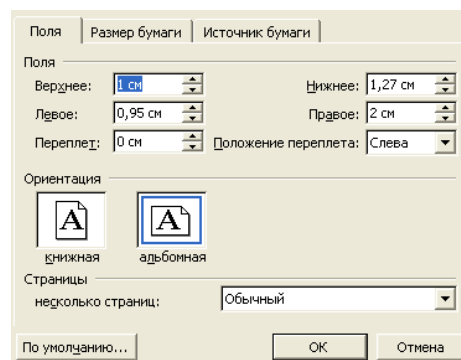 Поля Размер бумаги Источник бумаги
Поля
Верхнее: 1 см Нижнее: 1,27 см
Левое: 0,95 см Правое: 2 см
Переплет: 0 см Положение переплета: Слева
Ориентация
A A
книжная альбомная
Страницы
несколько страниц: Обычный
По умолчанию... ОК Отмена